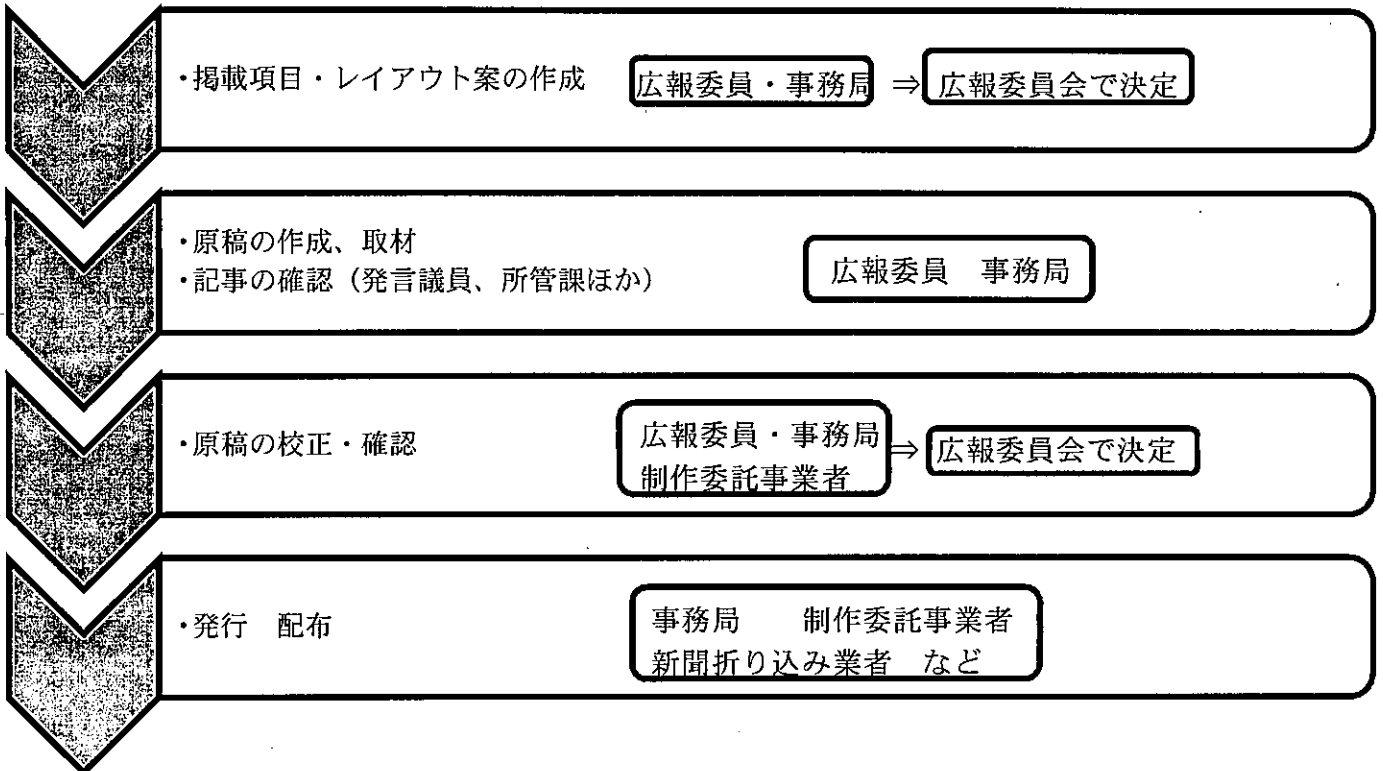 ・掲載項目・レイアウト案の作成 広報委員・事務局 ⇒ 広報委員会で決定
・原稿の作成、取材
・記事の確認（発言議員、所管課ほか）
広報委員　事務局
・原稿の校正・確認
広報委員・事務局
制作委託事業者
⇒ 広報委員会で決定
・発行　配布
事務局　　制作委託事業者
新聞折り込み業者　など